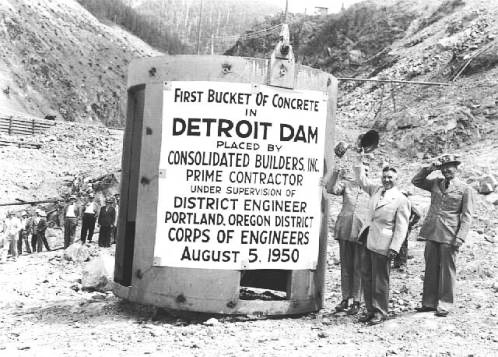 FIRST BUCKET OF CONCRETE
IN
DETROIT DAM
PLACED BY
CONSOLIDATED BUILDERS, INC.
PRIME CONTRACTOR
UNDER SUPERVISION OF
DISTRICT ENGINEER
PORTLAND, OREGON DISTRICT
CORPS OF ENGINEERS
AUGUST 5, 1950